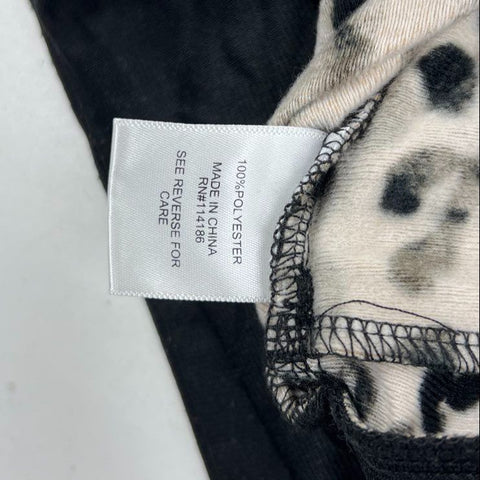 100%POLYESTER
MADE IN CHINA
RN#114186
SEE REVERSE FOR
CARE